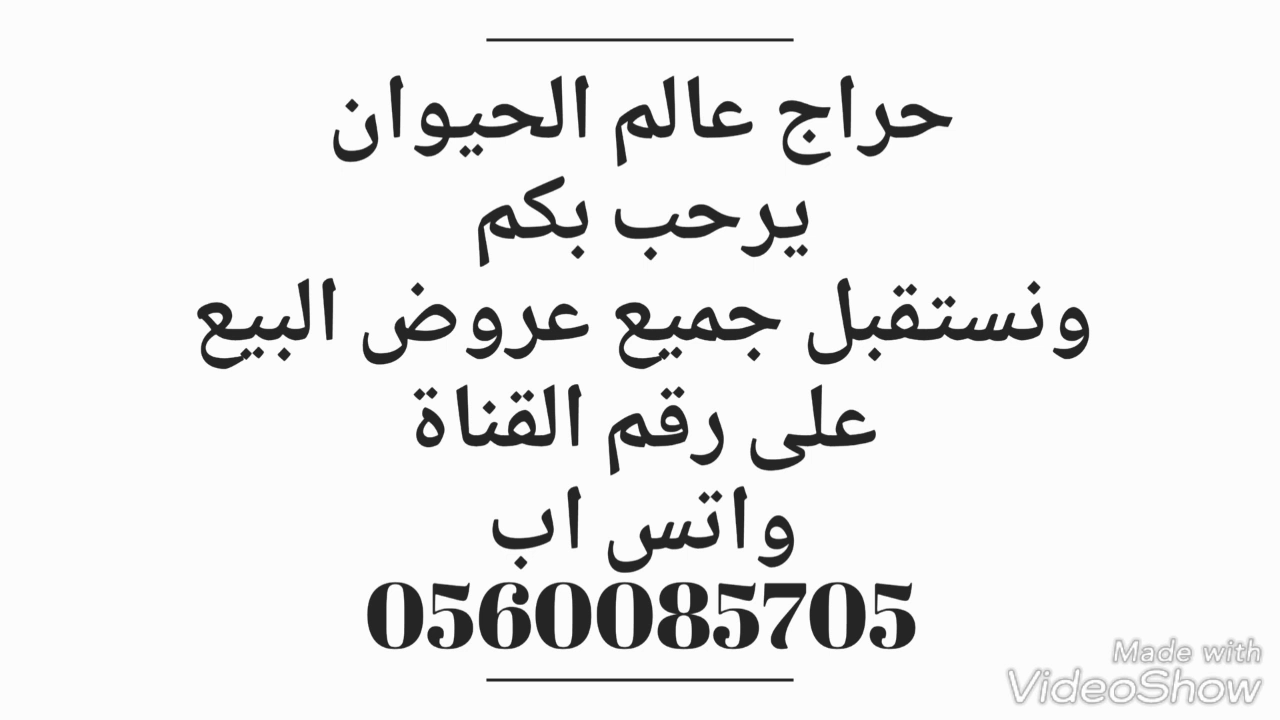 حراج عالم الحيوان
يرحب بكم
ونستقبل جميع عروض البيع
على رقم القناة
واتس اب
0560085705
Made with
VideoShow